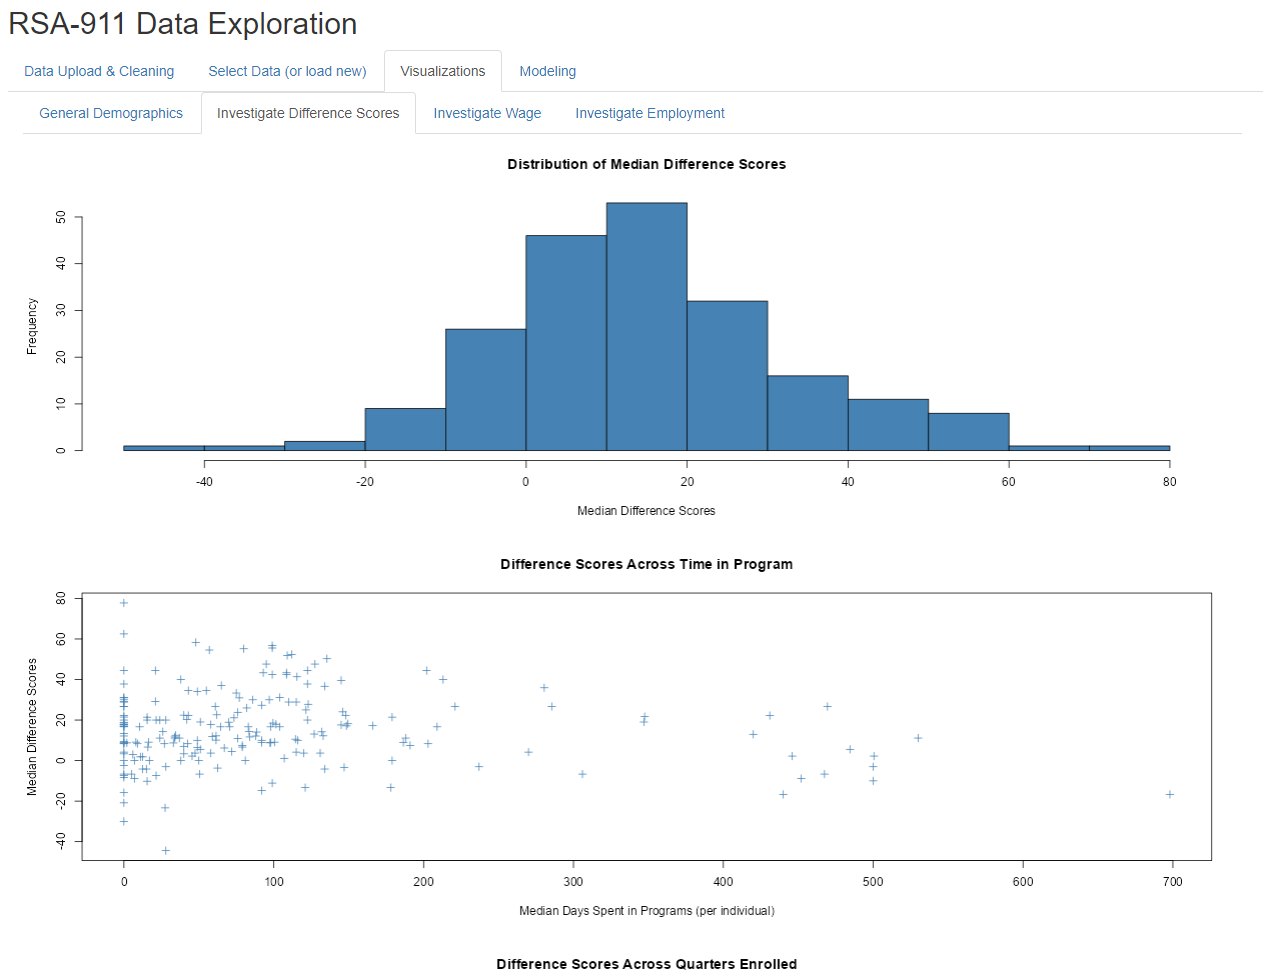 RSA-911 Data Exploration
Data Upload & Cleaning Select Data (or load new) Visualizations Modeling
General Demographics Investigate Difference Scores Investigate Wage Investigate Employment
Distribution of Median Difference Scores
50
40
30
20
10
0
Frequency
-40 -20 0 20 40 60 80
Median Difference Scores
Difference Scores Across Time in Program
80
60
40
20
0
-20
-40
Median Difference Scores
0 100 200 300 400 500 600 700
Median Days Spent in Programs (per individual)
Difference Scores Across Quarters Enrolled